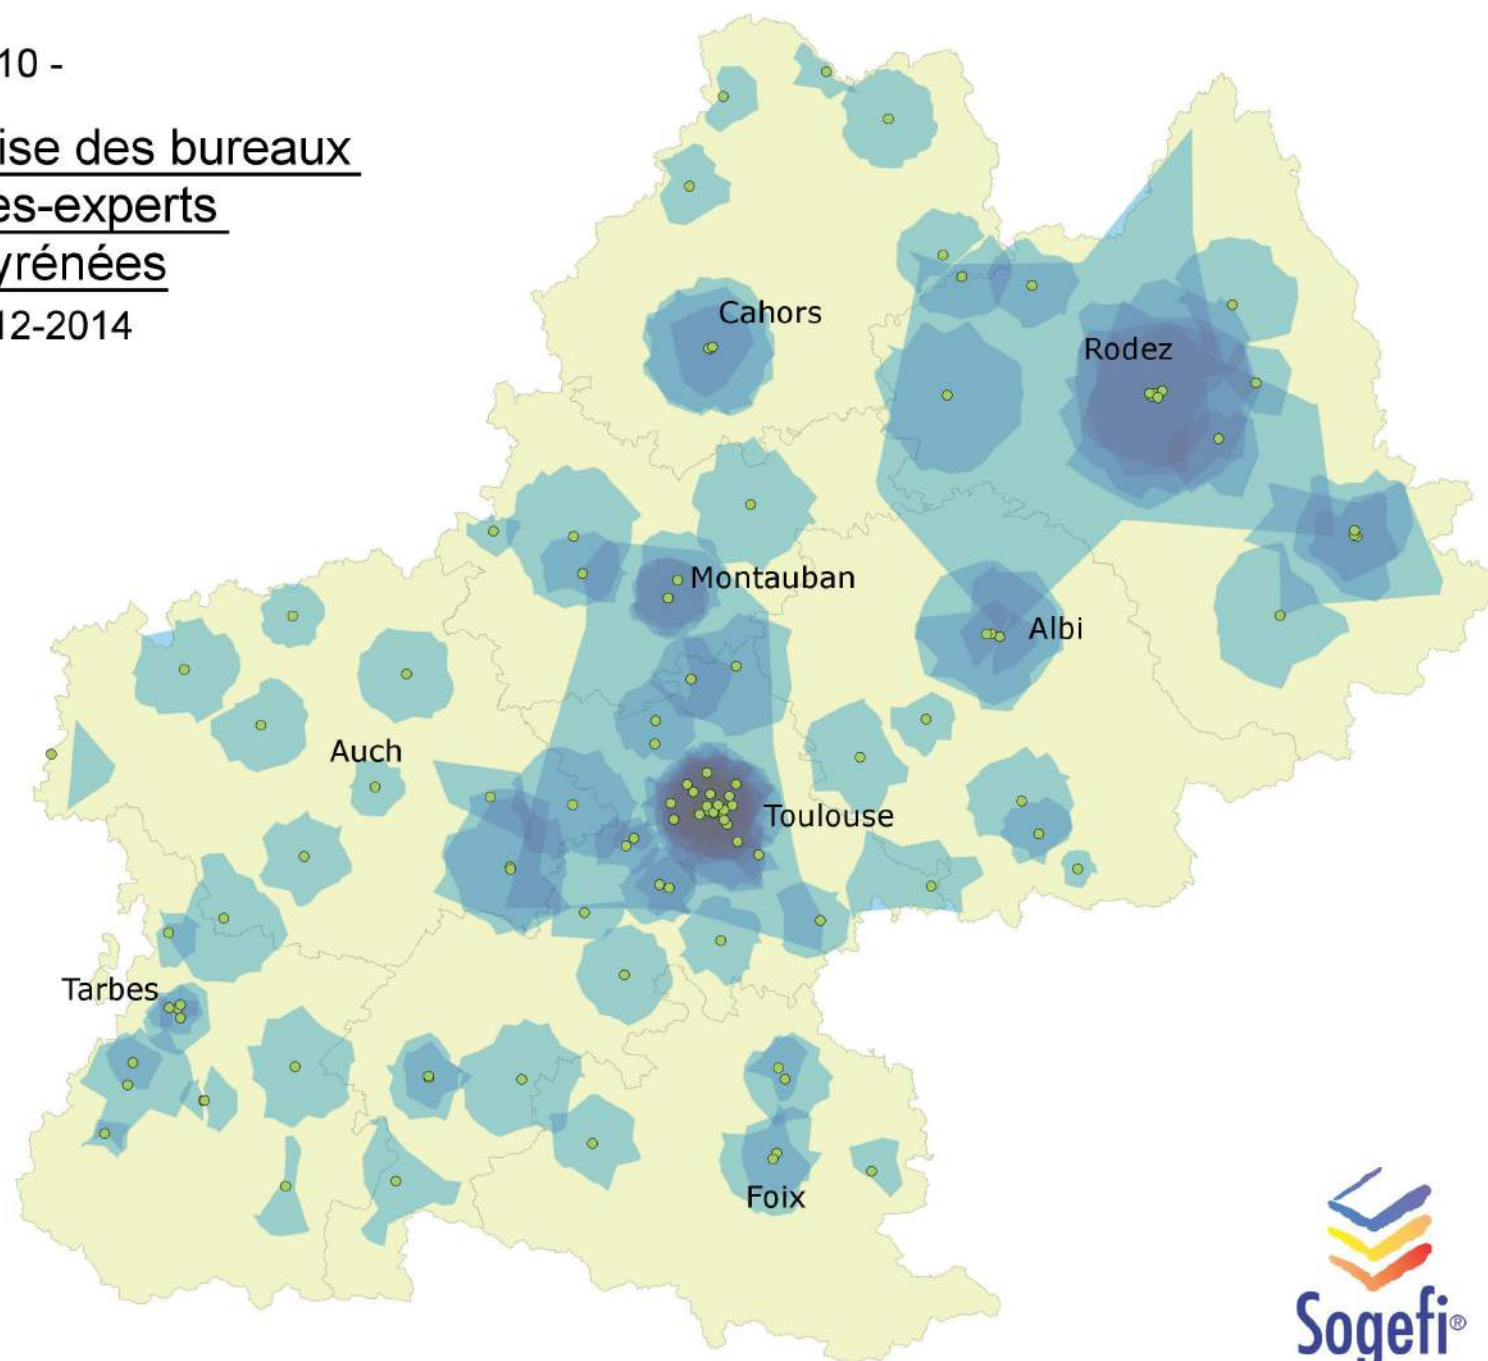 10 -
ise des bureaux
es-experts
yrénées
12-2014
Cahors
Rodez
Montauban
Albi
Auch
Toulouse
Tarbes
Foix
Sogefi®